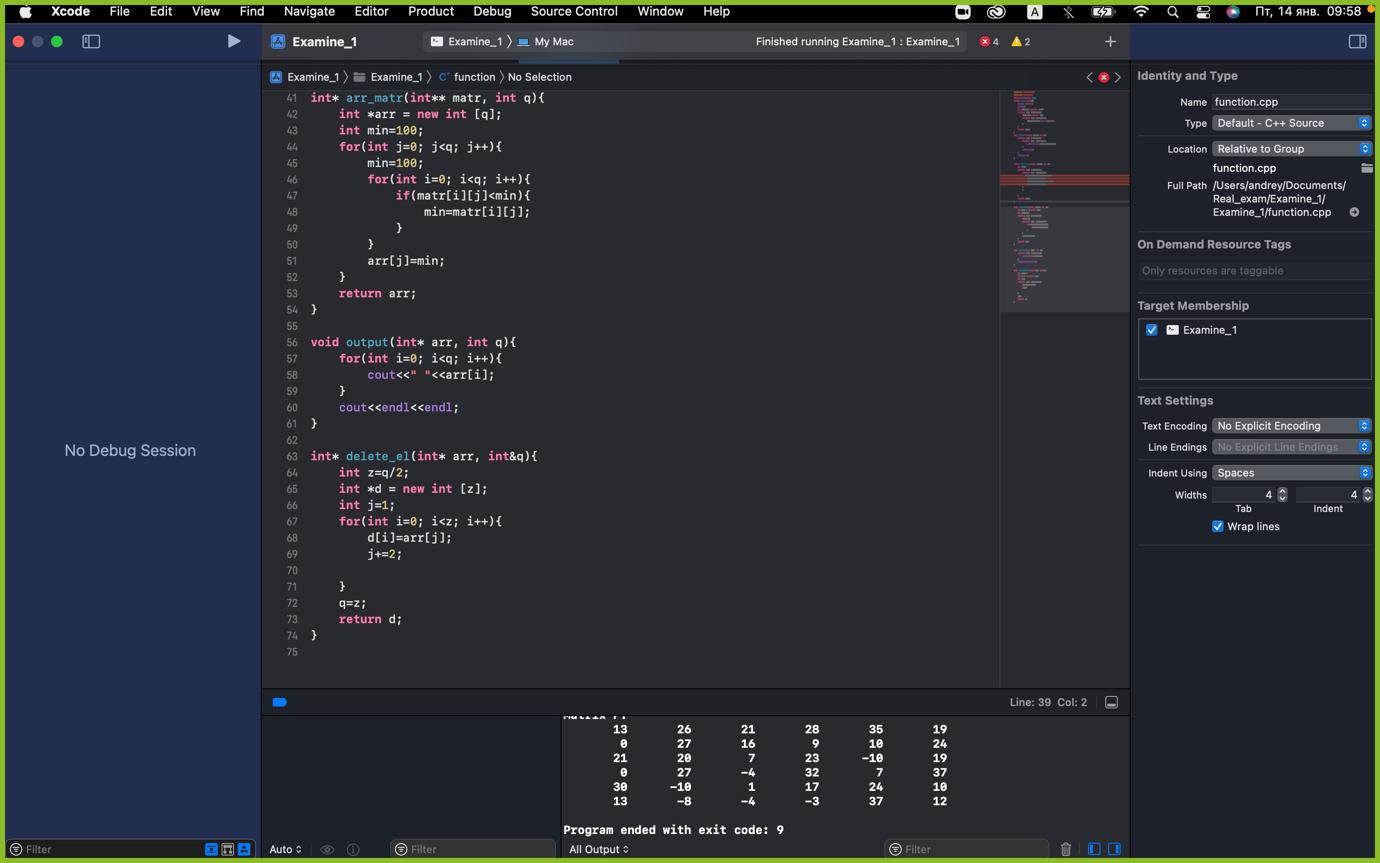 Xcode File Edit View Find Navigate Editor Product Debug Source Control Window Help A Пт, 14 янв. 09:58
Examine_1 Examine_1 〉 My Mac Finished running Examine_1 : Examine_1 4 2
Examine_1 〉 Examine_1 〉 C+ function 〉 No Selection
41 int* arr_matr(int** matr, int q){
42 int *arr = new int [q];
43 int min=100;
44 for(int j=0; j<q; j++){
45 min=100;
46 for(int i=0; i<q; i++){
47 if(matr[i][j]<min){
48 min=matr[i][j];
49 }
50 }
51 arr[j]=min;
52 }
53 return arr;
54 }
55
56 void output(int* arr, int q){
57 for(int i=0; i<q; i++){
58 cout<<" "<<arr[i];
59 }
60 cout<<endl<<endl;
61 }
62
63 int* delete_el(int* arr, int&q){
64 int z=q/2;
65 int *d = new int [z];
66 int j=1;
67 for(int i=0; i<z; i++){
68 d[i]=arr[j];
69 j+=2;
70
71 }
72 q=z;
73 return d;
74 }
75
No Debug Session
Identity and Type
Name function.cpp
Type Default - C++ Source
Location Relative to Group
function.cpp
Full Path /Users/andrey/Documents/
Real_exam/Examine_1/
Examine_1/function.cpp
On Demand Resource Tags
Only resources are taggable
Target Membership
Examine_1
Text Settings
Text Encoding No Explicit Encoding
Line Endings No Explicit Line Endings
Indent Using Spaces
Widths 4 4
Tab Indent
Wrap lines
Line: 39 Col: 2
13 26 21 28 35 19
0 27 16 9 10 24
21 20 7 23 -10 19
0 27 -4 32 7 37
30 -10 1 17 24 10
13 -8 -4 -3 37 12
Program ended with exit code: 9
Filter Auto Filter All Output Filter